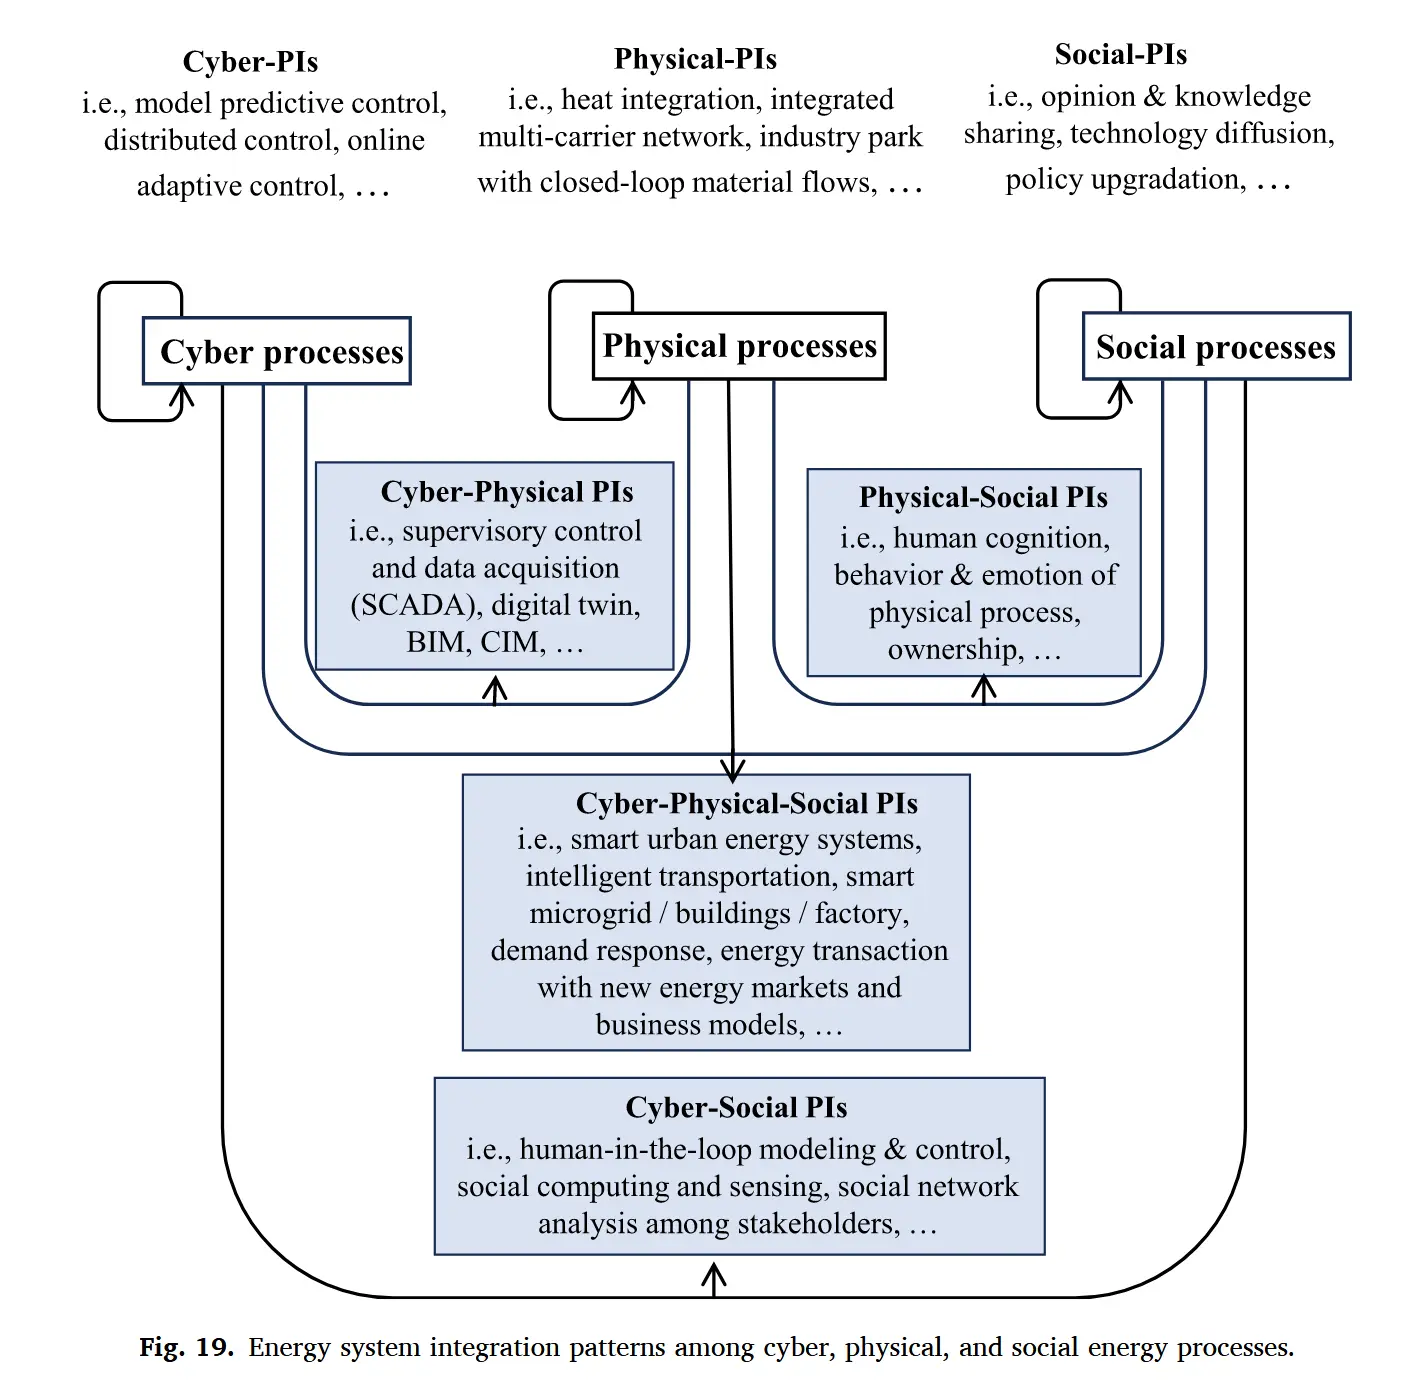 Cyber-PIs
i.e., model predictive control,
distributed control, online
adaptive control, …
Physical-PIs
i.e., heat integration, integrated
multi-carrier network, industry park
with closed-loop material flows, …
Social-PIs
i.e., opinion & knowledge
sharing, technology diffusion,
policy upgradation, …
Cyber processes
Physical processes
Social processes
Cyber-Physical PIs
i.e., supervisory control
and data acquisition
(SCADA), digital twin,
BIM, CIM, …
Physical-Social PIs
i.e., human cognition,
behavior & emotion of
physical process,
ownership, …
Cyber-Physical-Social PIs
i.e., smart urban energy systems,
intelligent transportation, smart
microgrid / buildings / factory,
demand response, energy transaction
with new energy markets and
business models, …
Cyber-Social PIs
i.e., human-in-the-loop modeling & control,
social computing and sensing, social network
analysis among stakeholders, …
Fig. 19. Energy system integration patterns among cyber, physical, and social energy processes.